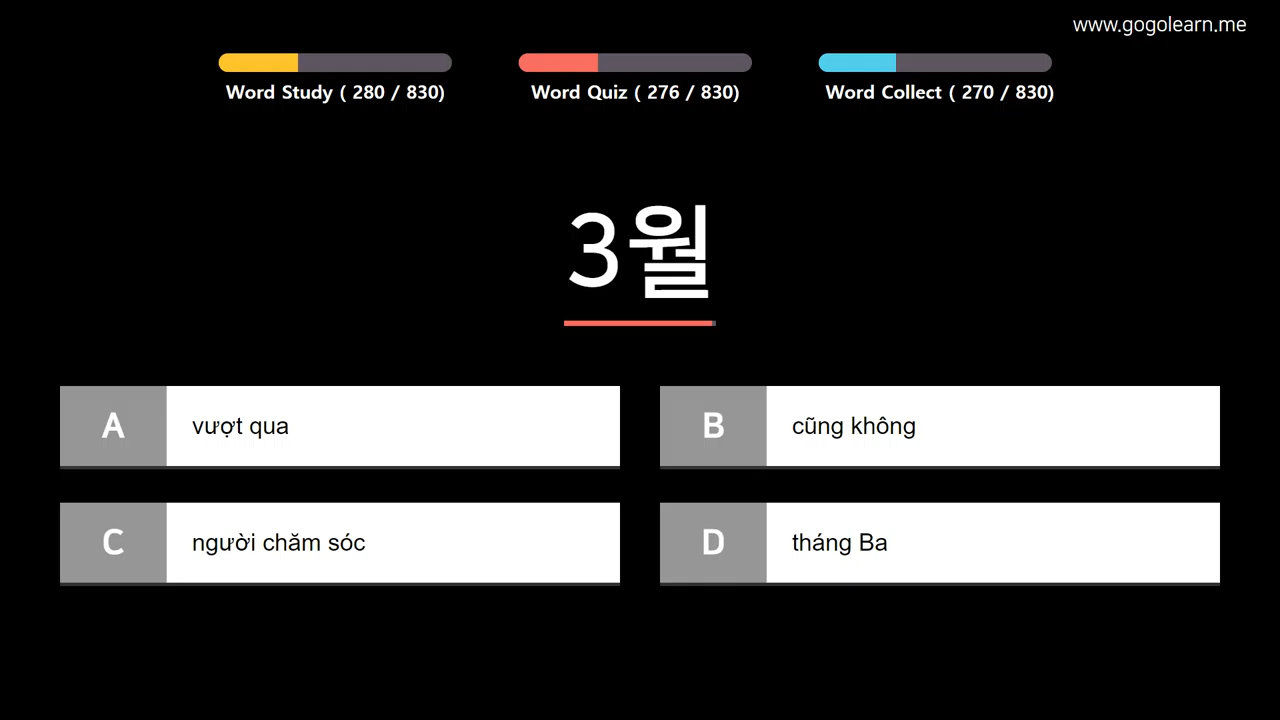 www.gogolearn.me
Word Study ( 280 / 830)
Word Quiz ( 276 / 830)
Word Collect ( 270 / 830)
3월
A vượt qua
B cũng không
C người chăm sóc
D tháng Ba